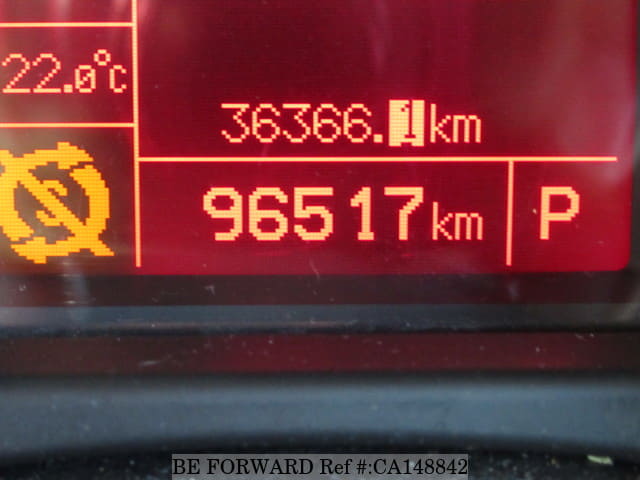 22.0°C
36366.1km
96517km P
BE FORWARD Ref #:CA148842